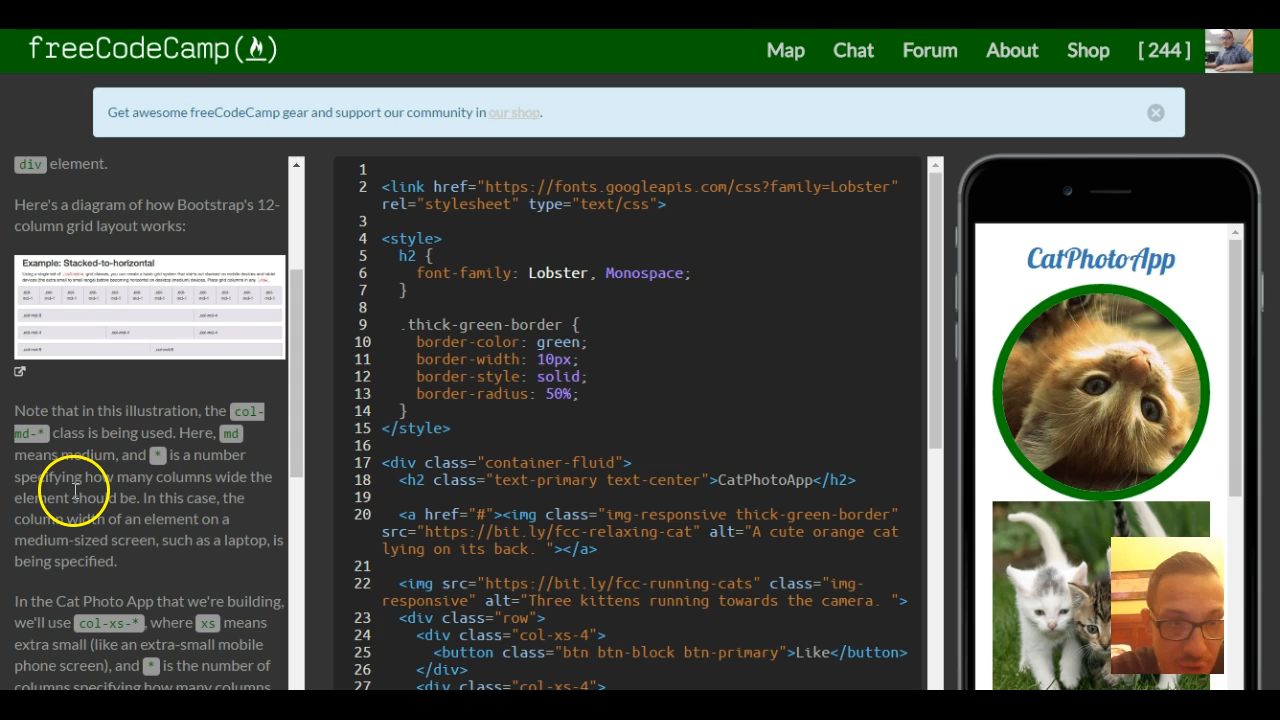 freeCodeCamp(🔥)
Map Chat Forum About Shop [ 244 ]
Get awesome freeCodeCamp gear and support our community in our shop.
div element.
Here's a diagram of how Bootstrap's 12-
column grid layout works:
Example: Stacked-to-horizontal
Note that in this illustration, the col-
md-* class is being used. Here, md
means medium, and * is a number
specifying how many columns wide the
element should be. In this case, the
column width of an element on a
medium-sized screen, such as a laptop, is
being specified.
In the Cat Photo App that we're building,
we'll use col-xs-*, where xs means
extra small (like an extra-small mobile
phone screen), and * is the number of
columns specifying how many columns
1
2 <link href="https://fonts.googleapis.com/css?family=Lobster"
rel="stylesheet" type="text/css">
3
4 <style>
5 h2 {
6 font-family: Lobster, Monospace;
7 }
8
9 .thick-green-border {
10 border-color: green;
11 border-width: 10px;
12 border-style: solid;
13 border-radius: 50%;
14 }
15 </style>
16
17 <div class="container-fluid">
18 <h2 class="text-primary text-center">CatPhotoApp</h2>
19
20 <a href="#"><img class="img-responsive thick-green-border"
src="https://bit.ly/fcc-relaxing-cat" alt="A cute orange cat
lying on its back. "></a>
21
22 <img src="https://bit.ly/fcc-running-cats" class="img-
responsive" alt="Three kittens running towards the camera. ">
23 <div class="row">
24 <div class="col-xs-4">
25 <button class="btn btn-block btn-primary">Like</button>
26 </div>
27 <div class="col-xs-4">
CatPhotoApp